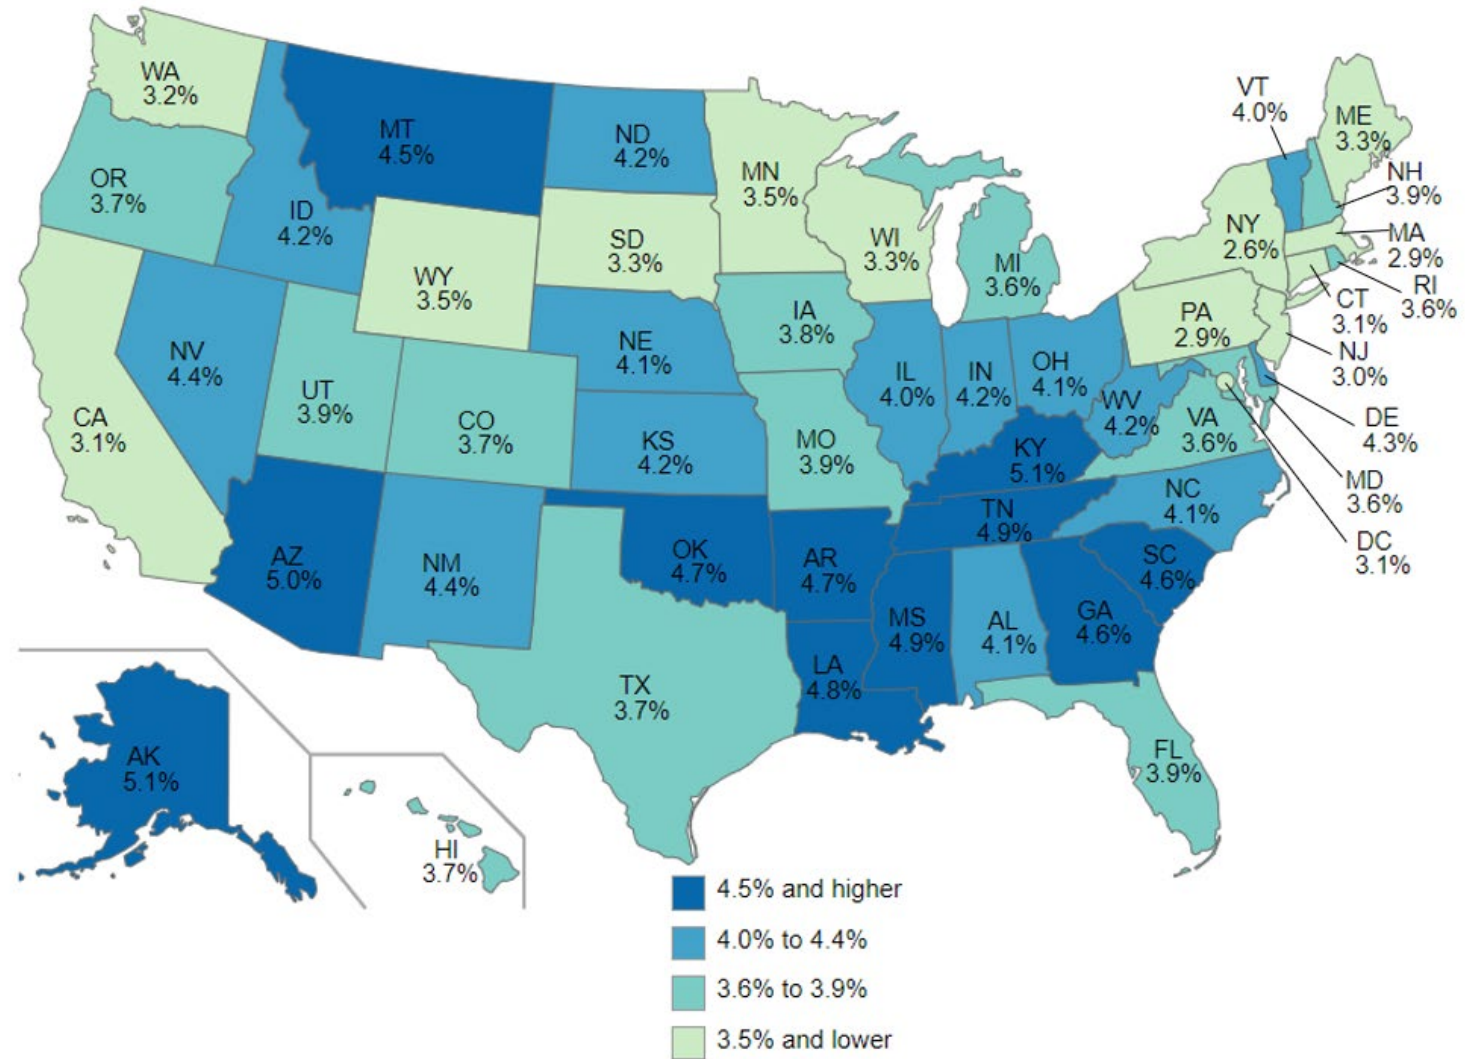 WA
3.2%
MT
4.5%
ND
4.2%
MN
3.5%
VT
4.0%
ME
3.3%
OR
3.7%
ID
4.2%
WY
3.5%
SD
3.3%
WI
3.3%
MI
3.6%
NY
2.6%
NH
3.9%
MA
2.9%
RI
3.6%
CT
3.1%
NJ
3.0%
PA
2.9%
NV
4.4%
UT
3.9%
CO
3.7%
NE
4.1%
IA
3.8%
IL
4.0%
IN
4.2%
OH
4.1%
WV
4.2%
VA
3.6%
DE
4.3%
MD
3.6%
DC
3.1%
CA
3.1%
KS
4.2%
MO
3.9%
KY
5.1%
NC
4.1%
TN
4.9%
SC
4.6%
AZ
5.0%
NM
4.4%
OK
4.7%
AR
4.7%
MS
4.9%
AL
4.1%
GA
4.6%
TX
3.7%
LA
4.8%
FL
3.9%
AK
5.1%
HI
3.7%
4.5% and higher
4.0% to 4.4%
3.6% to 3.9%
3.5% and lower